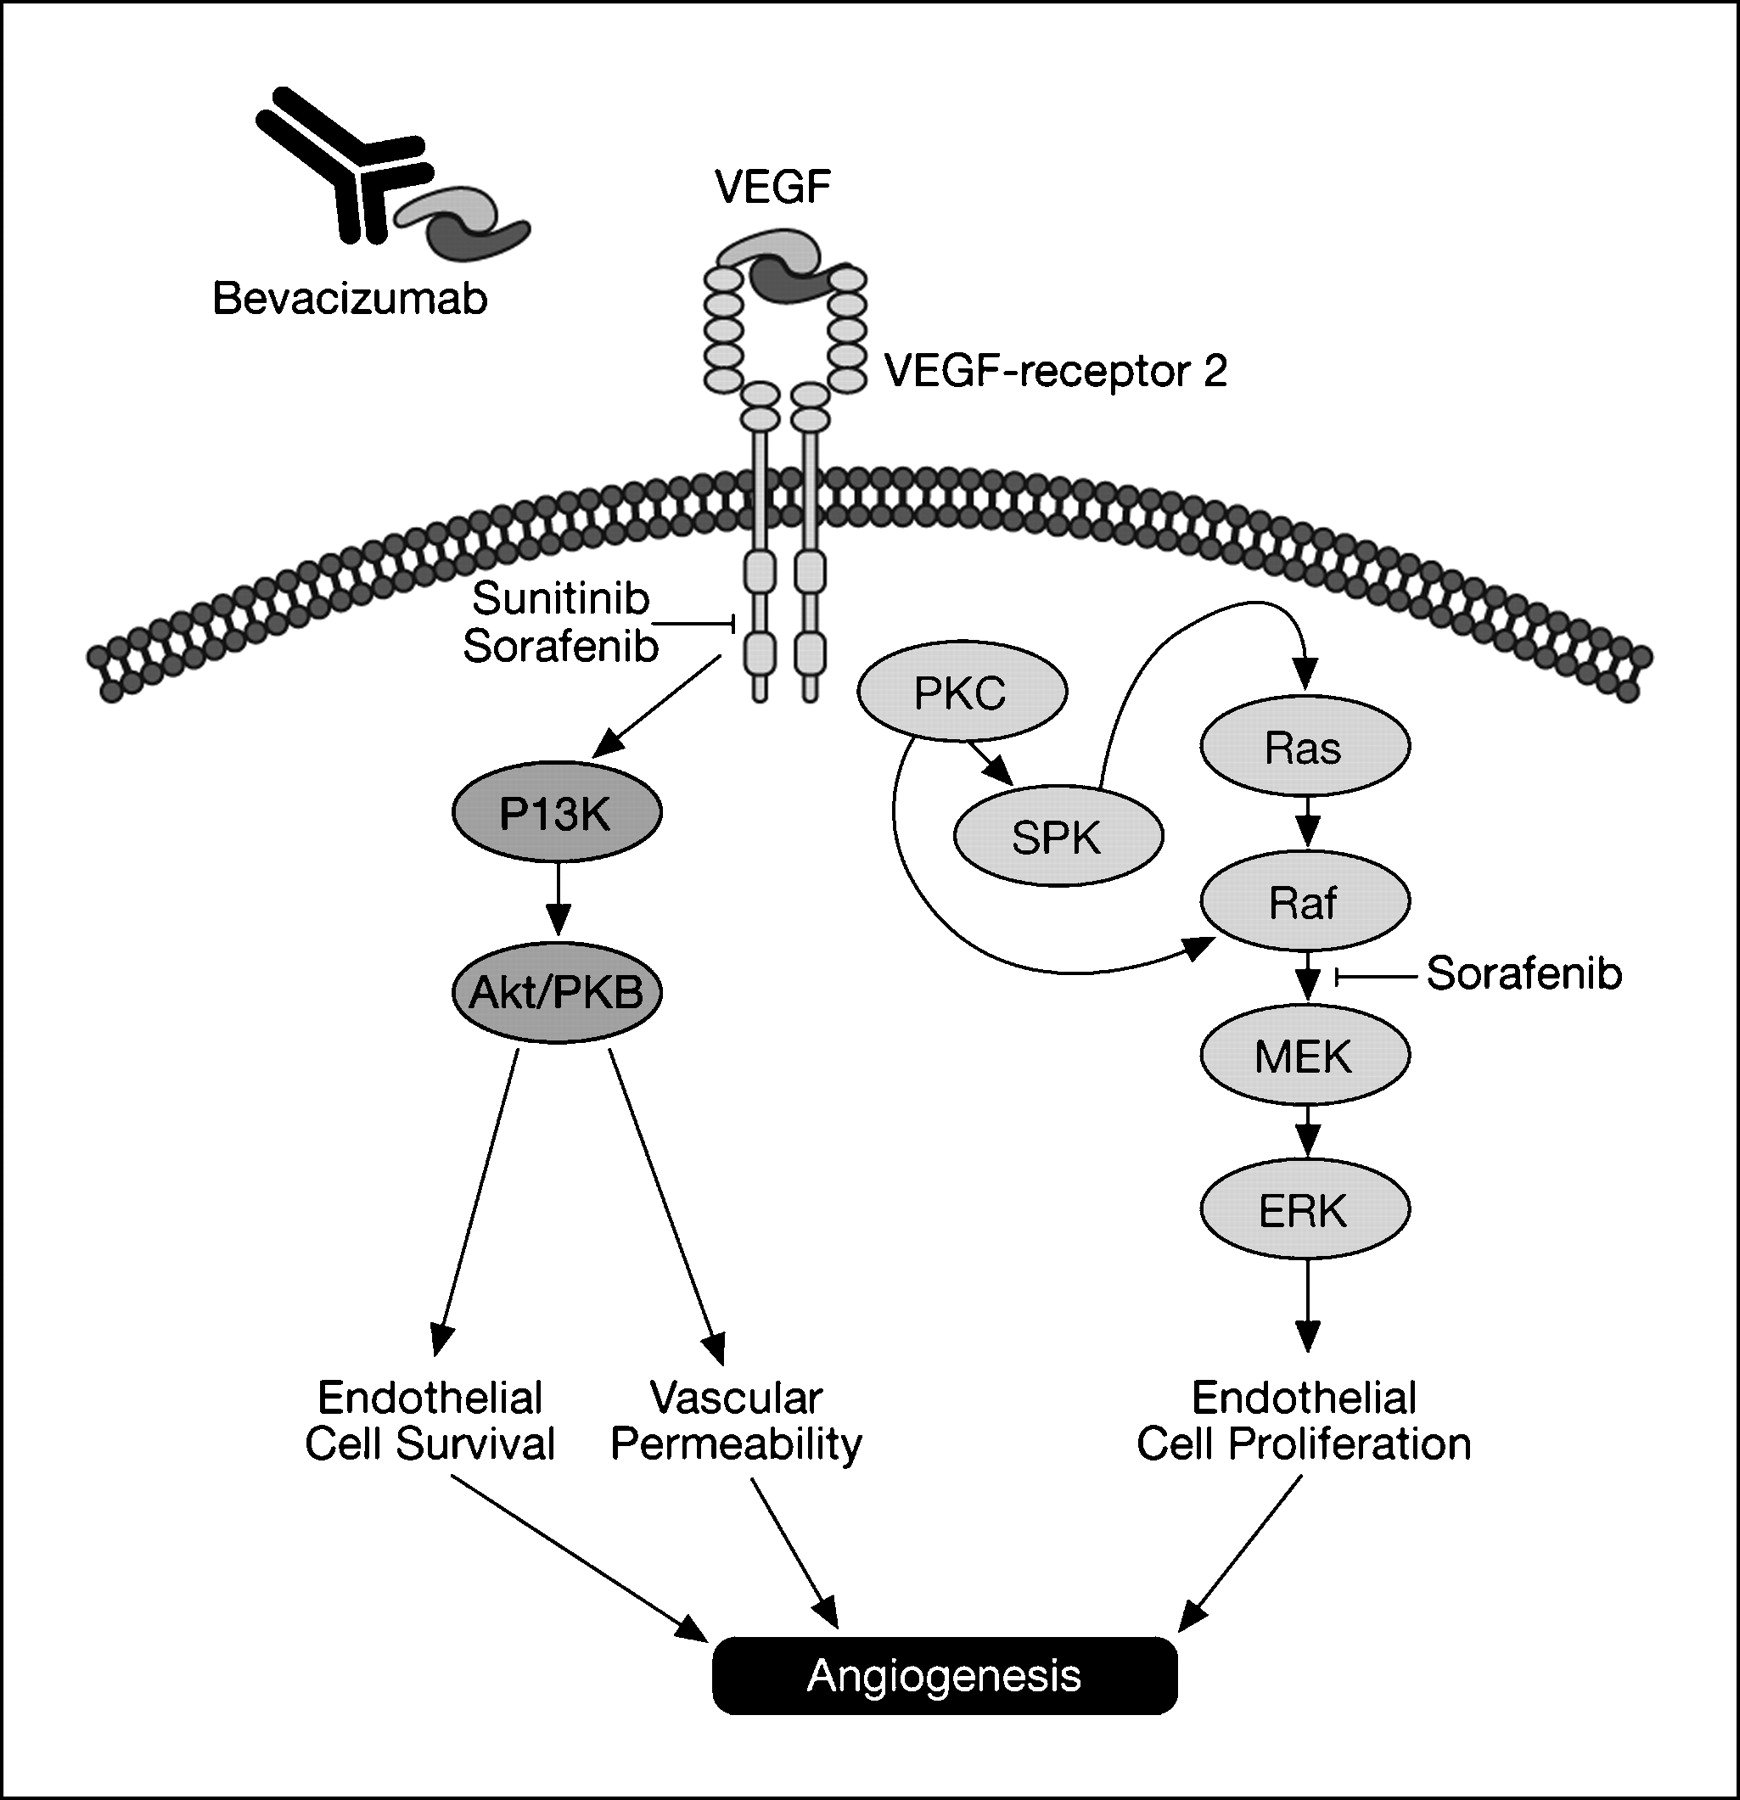 VEGF
Bevacizumab
VEGF-receptor 2
Sunitinib
Sorafenib
PKC
Ras
P13K
SPK
Raf
Akt/PKB
Sorafenib
MEK
ERK
Endothelial
Cell Survival
Vascular
Permeability
Endothelial
Cell Proliferation
Angiogenesis